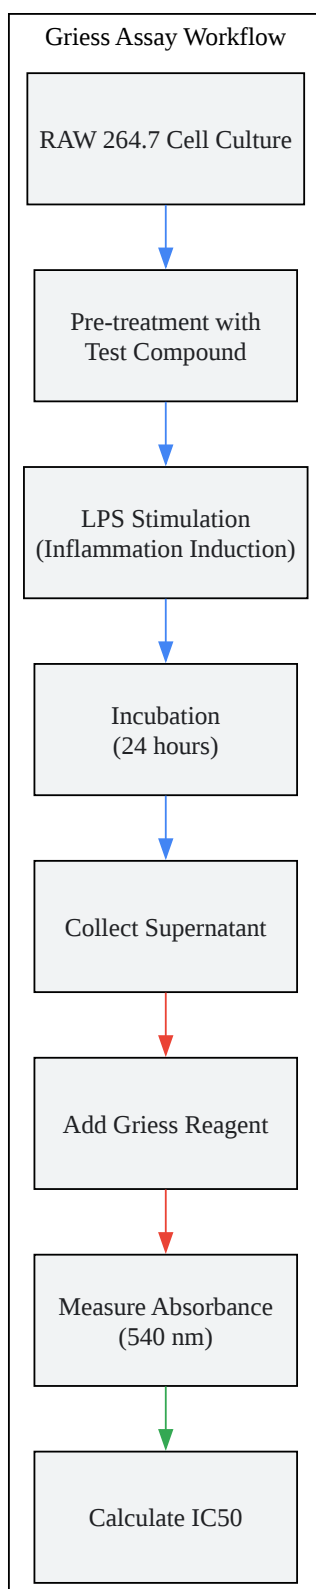 Griess Assay Workflow
RAW 264.7 Cell Culture
Pre-treatment with
Test Compound
LPS Stimulation
(Inflammation Induction)
Incubation
(24 hours)
Collect Supernatant
Add Griess Reagent
Measure Absorbance
(540 nm)
Calculate IC50